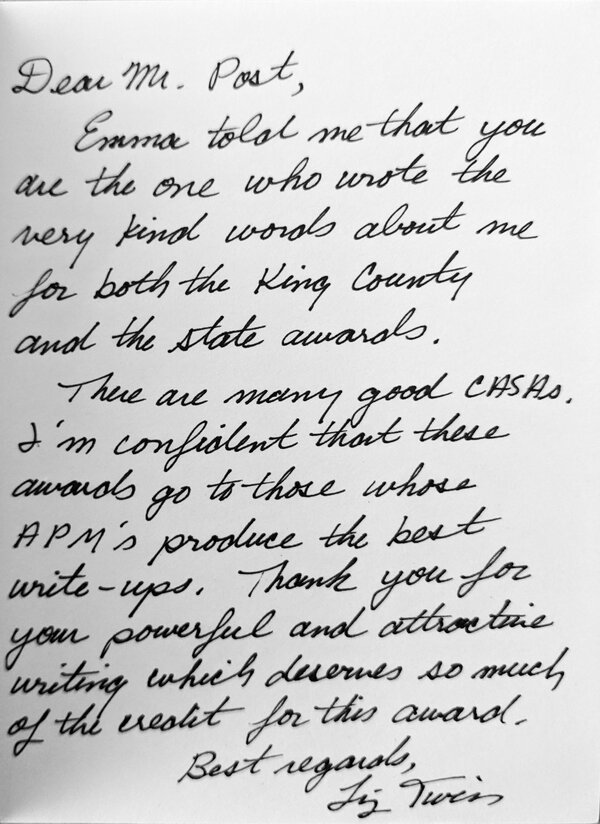 Dear Mr. Post,
Emma told me that you
are the one who wrote the
very kind words about me
for both the King County
and the state awards.
There are many good CASAs.
I'm confident that these
awards go to those whose
APM's produce the best
write-ups. Thank you for
your powerful and attractive
writing which deserves so much
of the credit for this award.
Best regards,
Liz